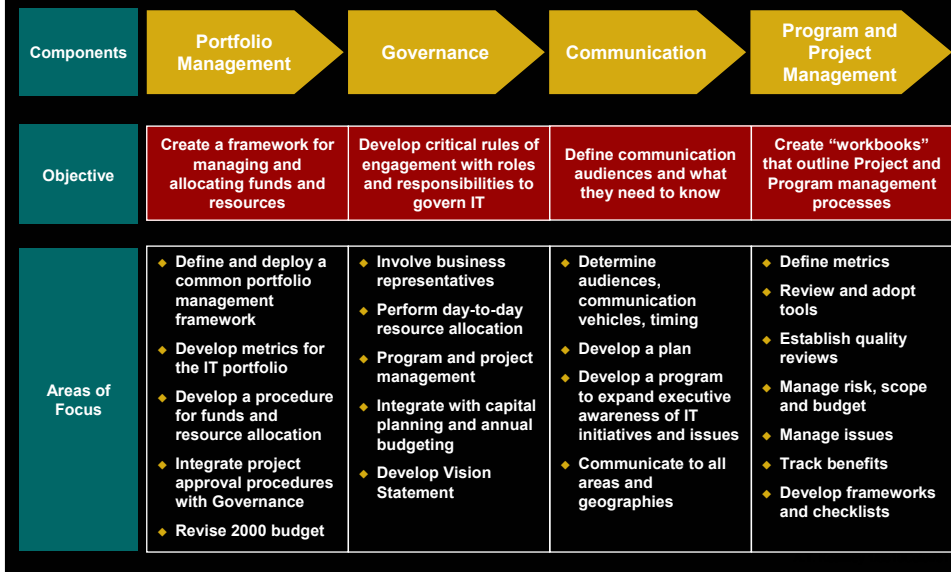 Components
Portfolio
Management
Governance
Communication
Program and
Project
Management
Objective
Create a framework for
managing and
allocating funds and
resources
Develop critical rules of
engagement with roles
and responsibilities to
govern IT
Define communication
audiences and what
they need to know
Create “workbooks”
that outline Project and
Program management
processes
Areas of
Focus
Define and deploy a
common portfolio
management
framework
Develop metrics for
the IT portfolio
Develop a procedure
for funds and
resource allocation
Integrate project
approval procedures
with Governance
Revise 2000 budget
Involve business
representatives
Perform day-to-day
resource allocation
Program and project
management
Integrate with capital
planning and annual
budgeting
Develop Vision
Statement
Determine
audiences,
communication
vehicles, timing
Develop a plan
Develop a program
to expand executive
awareness of IT
initiatives and issues
Communicate to all
areas and
geographies
Define metrics
Review and adopt
tools
Establish quality
reviews
Manage risk, scope
and budget
Manage issues
Track benefits
Develop frameworks
and checklists